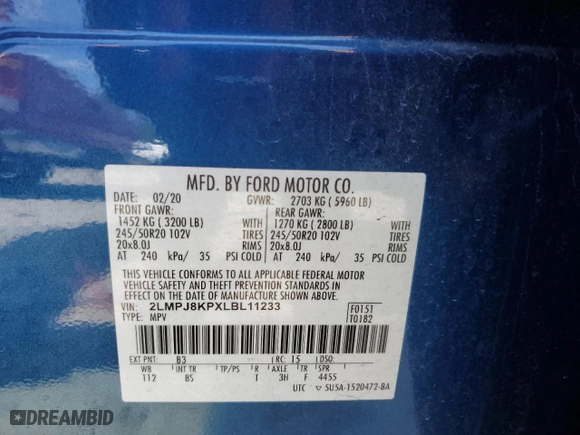 MFD. BY FORD MOTOR CO.
DATE: 02/20 GVWR: 2703 KG ( 5960 LB)
FRONT GAWR: REAR GAWR:
1452 KG ( 3200 LB) WITH 1270 KG ( 2800 LB) WITH
245/50R20 102V TIRES 245/50R20 102V TIRES
20x8.0J RIMS 20x8.0J RIMS
AT 240 kPa/ 35 PSI COLD AT 240 kPa/ 35 PSI COLD
THIS VEHICLE CONFORMS TO ALL APPLICABLE FEDERAL MOTOR
VEHICLE SAFETY AND THEFT PREVENTION STANDARDS IN
EFFECT ON THE DATE OF MANUFACTURE SHOWN ABOVE.
VIN: 2LMPJ8KPXLBL11233 F0151
TYPE: MPV T0182
EXT PNT: B3 RC: 15 DSO:
WB INT TR TP/PS R AXLE TR SPR
112 BS T 3H F 4455
UTC ▽ 5U5A-1520472-BA
DREAMBID